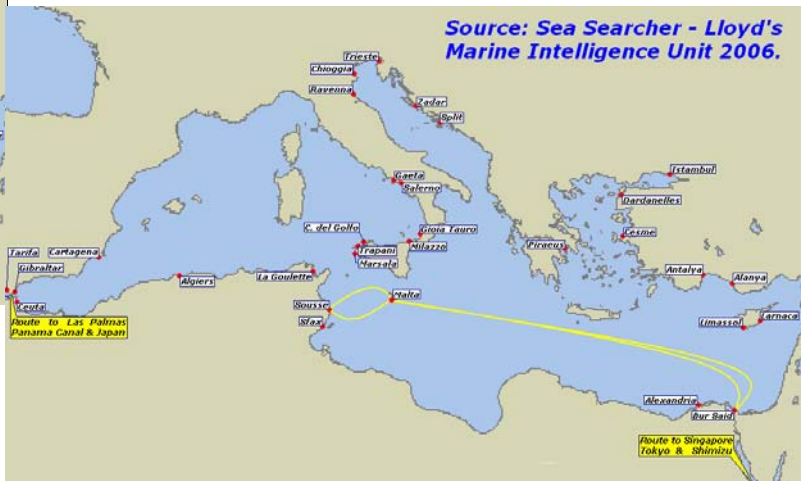 Source: Sea Searcher - Lloyd's
Marine Intelligence Unit 2006.
Trieste
Chioggia
Ravenna
Zadar
Split
Gaeta
Salerno
Istambul
Dardanelles
C. del Golfo
Gioia Tauro
Cesme
Piraeus
Milazzo
Trapani
Marsala
Cartagena
Tarifa
Gibraltar
La Goulette
Algiers
Antalya
Alanya
Ceuta
Malta
Sousse
Sfax
Route to Las Palmas
Panama Canal & Japan
Limassol
Larnaca
Alexandria
Bur Said
Route to Singapore
Tokyo & Shimizu